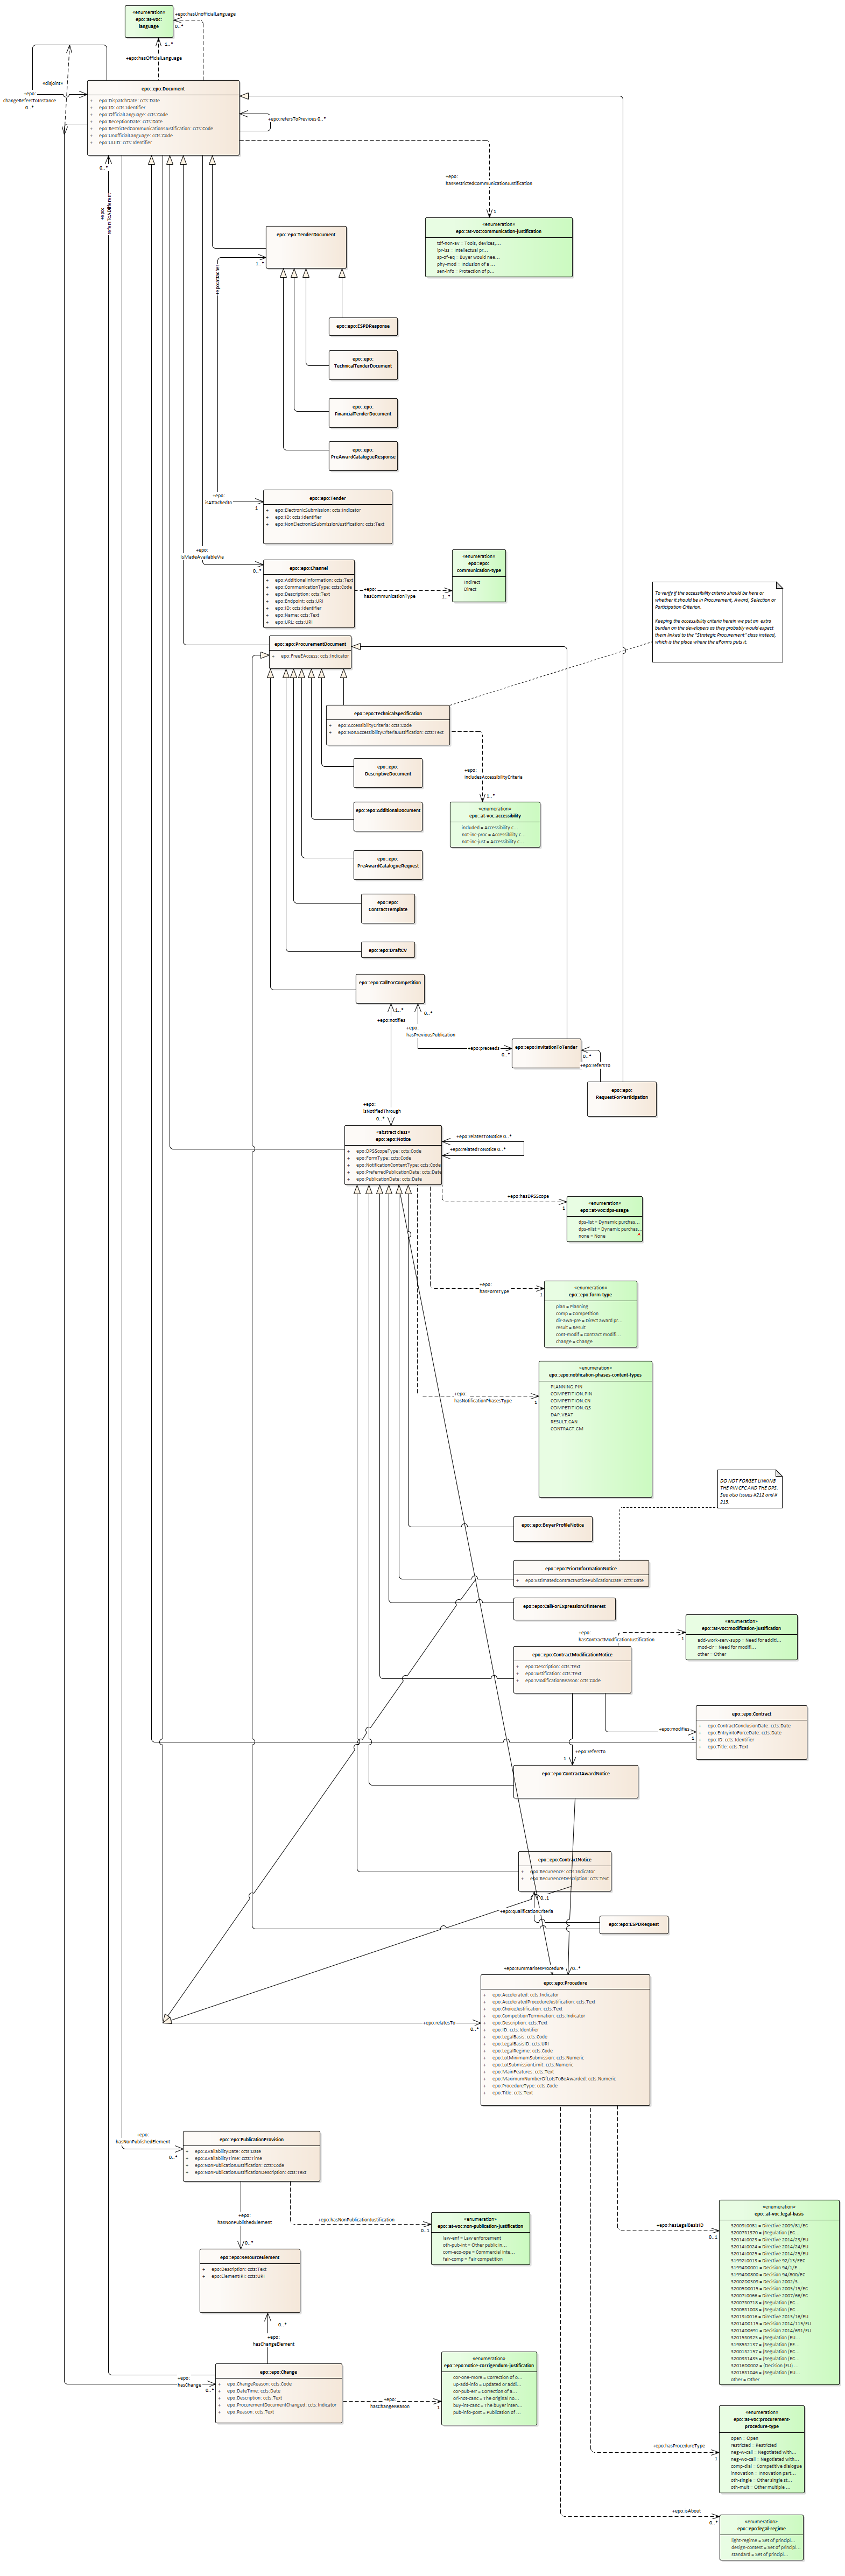 «enumeration»
epo::at-voc:
language
+epo:hasUnofficialLanguage
0..*
1..*
+epo:hasOfficialLanguage
«disjoint»
+epo:
changeRefersToInstance
0..*
epo::epo:Document
+ epo:DispatchDate: ccts:Date
+ epo:ID: ccts:Identifier
+ epo:OfficialLanguage: ccts:Code
+ epo:ReceptionDate: ccts:Date
+ epo:RestrictedCommunicationsJustification: ccts:Code
+ epo:UnofficialLanguage: ccts:Code
+ epo:UUID: ccts:Identifier
+epo:refersToPrevious 0..*
0..*
+epo:
refersToADifferent
+epo:
hasRestrictedCommunicationJustification
1
«enumeration»
epo::at-voc:communication-justification
tdf-non-av = Tools, devices,...
ipr-iss = Intellectual pr...
sp-of-eq = Buyer would nee...
phy-mod = Inclusion of a ...
sen-info = Protection of p...
epo::epo:TenderDocument
1..*
+epo:attaches
epo::epo:ESPDResponse
epo::epo:
TechnicalTenderDocument
epo::epo:
FinancialTenderDocument
epo::epo:
PreAwardCatalogueResponse
+epo:
isAttachedIn
1
epo::epo:Tender
+ epo:ElectronicSubmission: ccts:Indicator
+ epo:ID: ccts:Identifier
+ epo:NonElectronicSubmissionJustification: ccts:Text
+epo:
isMadeAvailableVia
0..*
epo::epo:Channel
+ epo:AdditionalInformation: ccts:Text
+ epo:CommunicationType: ccts:Code
+ epo:Description: ccts:Text
+ epo:Endpoint: ccts:URI
+ epo:ID: ccts:Identifier
+ epo:Name: ccts:Text
+ epo:URL: ccts:URI
+epo:
hasCommunicationType
1..*
«enumeration»
epo::epo:
communication-type
Indirect
Direct
To verify if the accessibility criteria should be here or
whether it should be in Procurement, Award, Selection or
Participation Criterion.
Keeping the accessibility criteria herein we put an extra
burden on the developers as they probably would expect
them linked to the "Strategic Procurement" class instead,
which is the place where the eForms puts it.
epo::epo:ProcurementDocument
+ epo:FreeEAccess: ccts:Indicator
epo::epo:TechnicalSpecification
+ epo:AccessibilityCriteria: ccts:Code
+ epo:NonAccessibilityCriteriaJustification: ccts:Text
+epo:
includesAccessibilityCriteria
1..*
epo::epo:
DescriptiveDocument
«enumeration»
epo::at-voc:accessibility
included = Accessibility c...
not-inc-proc = Accessibility c...
not-inc-just = Accessibility c...
epo::epo:AdditionalDocument
epo::epo:
PreAwardCatalogueRequest
epo::epo:
ContractTemplate
epo::epo:DraftCV
epo::epo:CallForCompetition
1..*
+epo:notifies
0..*
+epo:
hasPreviousPublication
+epo:preceeds
0..*
epo::epo:InvitationToTender
0..*
+epo:refersTo
epo::epo:
RequestForParticipation
+epo:
isNotifiedThrough
0..*
«abstract class»
epo::epo:Notice
+ epo:DPSScopeType: ccts:Code
+ epo:FormType: ccts:Code
+ epo:NotificationContentType: ccts:Code
+ epo:PreferredPublicationDate: ccts:Date
+ epo:PublicationDate: ccts:Date
+epo:relatesToNotice 0..*
+epo:relatedToNotice 0..*
+epo:hasDPSScope
1
«enumeration»
epo::at-voc:dps-usage
dps-list = Dynamic purchas...
dps-nlist = Dynamic purchas...
none = None
+epo:
hasFormType
1
«enumeration»
epo::epo:form-type
plan = Planning
comp = Competition
dir-awa-pre = Direct award pr...
result = Result
cont-modif = Contract modifi...
change = Change
+epo:
hasNotificationPhasesType
1
«enumeration»
epo::epo:notification-phases-content-types
PLANNING.PIN
COMPETITION.PIN
COMPETITION.CN
COMPETITION.QS
DAP.VEAT
RESULT.CAN
CONTRACT.CM
DO NOT FORGET LINKING
THE PIN CFC AND THE DPS.
See also issues #212 and #
213.
epo::epo:BuyerProfileNotice
epo::epo:PriorInformationNotice
+ epo:EstimatedContractNoticePublicationDate: ccts:Date
epo::epo:CallForExpressionOfInterest
+epo:
hasContractModficationJustification
1
«enumeration»
epo::at-voc:modification-justification
add-work-serv-supp = Need for additi...
mod-cir = Need for modifi...
other = Other
epo::epo:ContractModificationNotice
+ epo:Description: ccts:Text
+ epo:Justification: ccts:Text
+ epo:ModificationReason: ccts:Code
+epo:modifies
1
epo::epo:Contract
+ epo:ContractConclusionDate: ccts:Date
+ epo:EntryIntoForceDate: ccts:Date
+ epo:ID: ccts:Identifier
+ epo:Title: ccts:Text
+epo:refersTo
1
epo::epo:ContractAwardNotice
epo::epo:ContractNotice
+ epo:Recurrence: ccts:Indicator
+ epo:RecurrenceDescription: ccts:Text
0..1
+epo:qualificationCriteria
epo::epo:ESPDRequest
+epo:summarisesProcedure
0..*
epo::epo:Procedure
+ epo:Accelerated: ccts:Indicator
+ epo:AcceleratedProcedureJustification: ccts:Text
+ epo:ChoiceJustification: ccts:Text
+ epo:CompetitionTermination: ccts:Indicator
+ epo:Description: ccts:Text
+ epo:ID: ccts:Identifier
+ epo:LegalBasis: ccts:Code
+ epo:LegalBasisID: ccts:URI
+ epo:LegalRegime: ccts:Code
+ epo:LotMinimumSubmission: ccts:Numeric
+ epo:LotSubmissionLimit: ccts:Numeric
+ epo:MainFeatures: ccts:Text
+ epo:MaximumNumberOfLotsToBeAwarded: ccts:Numeric
+ epo:ProcedureType: ccts:Code
+ epo:Title: ccts:Text
+epo:relatesTo
0..*
+epo:
hasNonPublishedElement
0..*
epo::epo:PublicationProvision
+ epo:AvailabilityDate: ccts:Date
+ epo:AvailabilityTime: ccts:Time
+ epo:NonPublicationJustification: ccts:Code
+ epo:NonPublicationJustificationDescription: ccts:Text
+epo:
hasNonPublishedElement
0..*
+epo:hasNonPublicationJustification
0..1
«enumeration»
epo::at-voc:non-publication-justification
law-enf = Law enforcement
oth-pub-int = Other public in...
com-eco-ope = Commercial inte...
fair-comp = Fair competition
epo::epo:ResourceElement
+ epo:Description: ccts:Text
+ epo:ElementIRI: ccts:URI
0..*
+epo:
hasChangeElement
+epo:
hasChange
0..*
epo::epo:Change
+ epo:ChangeReason: ccts:Code
+ epo:DateTime: ccts:Date
+ epo:Description: ccts:Text
+ epo:ProcurementDocumentChanged: ccts:Indicator
+ epo:Reason: ccts:Text
+epo:
hasChangeReason
1
«enumeration»
epo::epo:notice-corrigendum-justification
cor-one-more = Correction of a...
up-add-info = Updated or addi...
cor-pub-err = Correction of a...
ori-not-canc = The original no...
buy-int-canc = The buyer inten...
pub-info-post = Publication of ...
+epo:hasLegalBasisID
0..1
«enumeration»
epo::at-voc:legal-basis
32009L0081 = Directive 2009/81/EC
32007R1370 = (Regulation (EC...
32014L0023 = Directive 2014/23/EU
32014L0024 = Directive 2014/24/EU
32014L0025 = Directive 2014/25/EU
31992L0013 = Directive 92/13/EEC
31994D0001 = Decision 94/1/E...
31994D0800 = Decision 94/800/EC
32002D0309 = Decision 2002/3...
32005D0015 = Decision 2005/15/EC
32007L0066 = Directive 2007/66/EC
32007R0718 = (Regulation (EC...
32008R1008 = (Regulation (EC...
32013L0016 = Directive 2013/16/EU
32014D0115 = Decision 2014/115/EU
32014D0691 = Decision 2014/691/EU
32015R0323 = (Regulation (EU...
31985R2137 = (Regulation (EE...
32001R2157 = (Regulation (EC...
32003R1435 = (Regulation (EC...
32016D0002 = (Decision (EU) ...
32018R1046 = (Regulation (EU...
other = Other
+epo:hasProcedureType
1
«enumeration»
epo::at-voc:procurement-
procedure-type
open = Open
restricted = Restricted
neg-w-call = Negotiated with...
neg-wo-call = Negotiated with...
comp-dial = Competitive dialogue
innovation = Innovation part...
oth-single = Other single st...
oth-mult = Other multiple ...
+epo:isAbout
0..*
«enumeration»
epo::epo:legal-regime
light-regime = Set of principl...
design-contest = Set of principl...
standard = Set of principl...